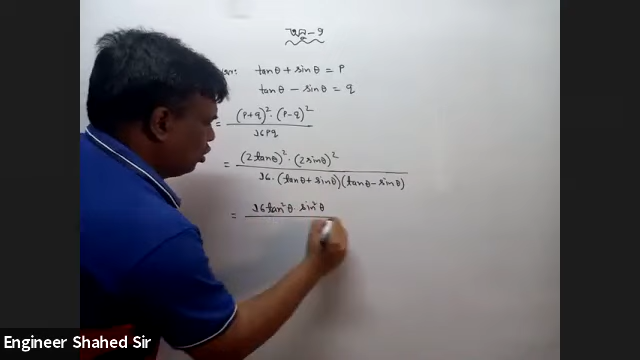 tanθ + sinθ = P
tanθ − sinθ = q
= (P+q)² · (P−q)² / 16pq
= (2tanθ)² · (2sinθ)² / 16 · (tanθ + sinθ)(tanθ − sinθ)
= 16tan²θ · sin²θ
Engineer Shahed Sir